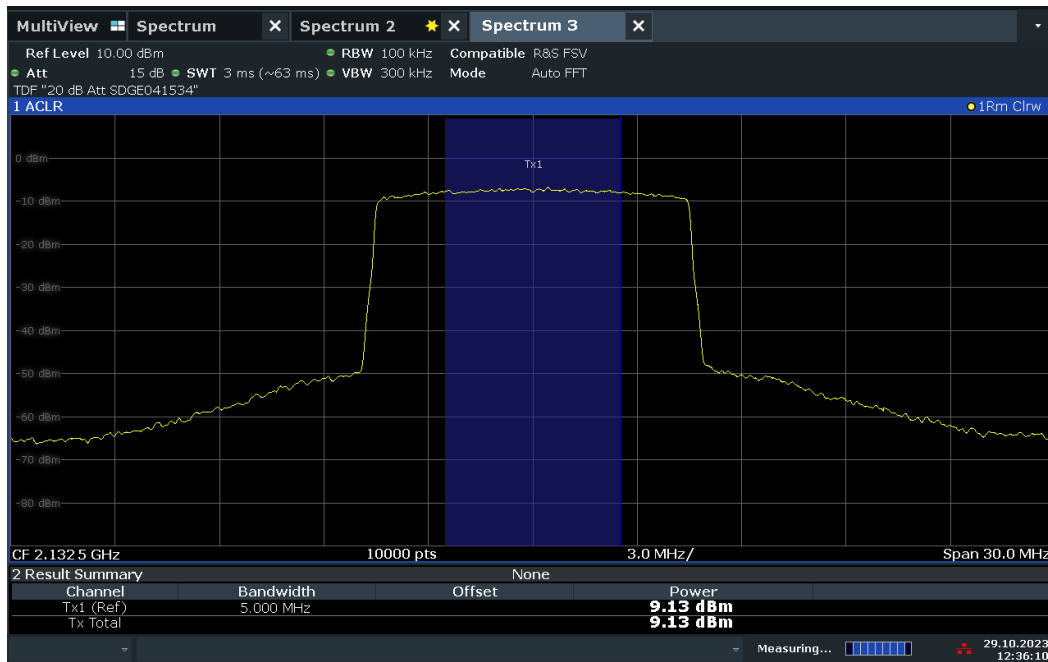 MultiView Spectrum Spectrum 2 Spectrum 3
Ref Level 10.00 dBm RBW 100 kHz Compatible R&S FSV
Att 15 dB SWT 3 ms (~63 ms) VBW 300 kHz Mode Auto FFT
TDF "20 dB Att SDGE041534"
1 ACLR 1Rm Clrw
0 dBm
Tx1
-10 dBm
-20 dBm
-30 dBm
-40 dBm
-50 dBm
-60 dBm
-70 dBm
-80 dBm
CF 2.1325 GHz 10000 pts 3.0 MHz/ Span 30.0 MHz
2 Result Summary None
Channel Bandwidth Offset Power
Tx1 (Ref) 5.000 MHz 9.13 dBm
Tx Total 9.13 dBm
Measuring... 29.10.2023
12:36:10